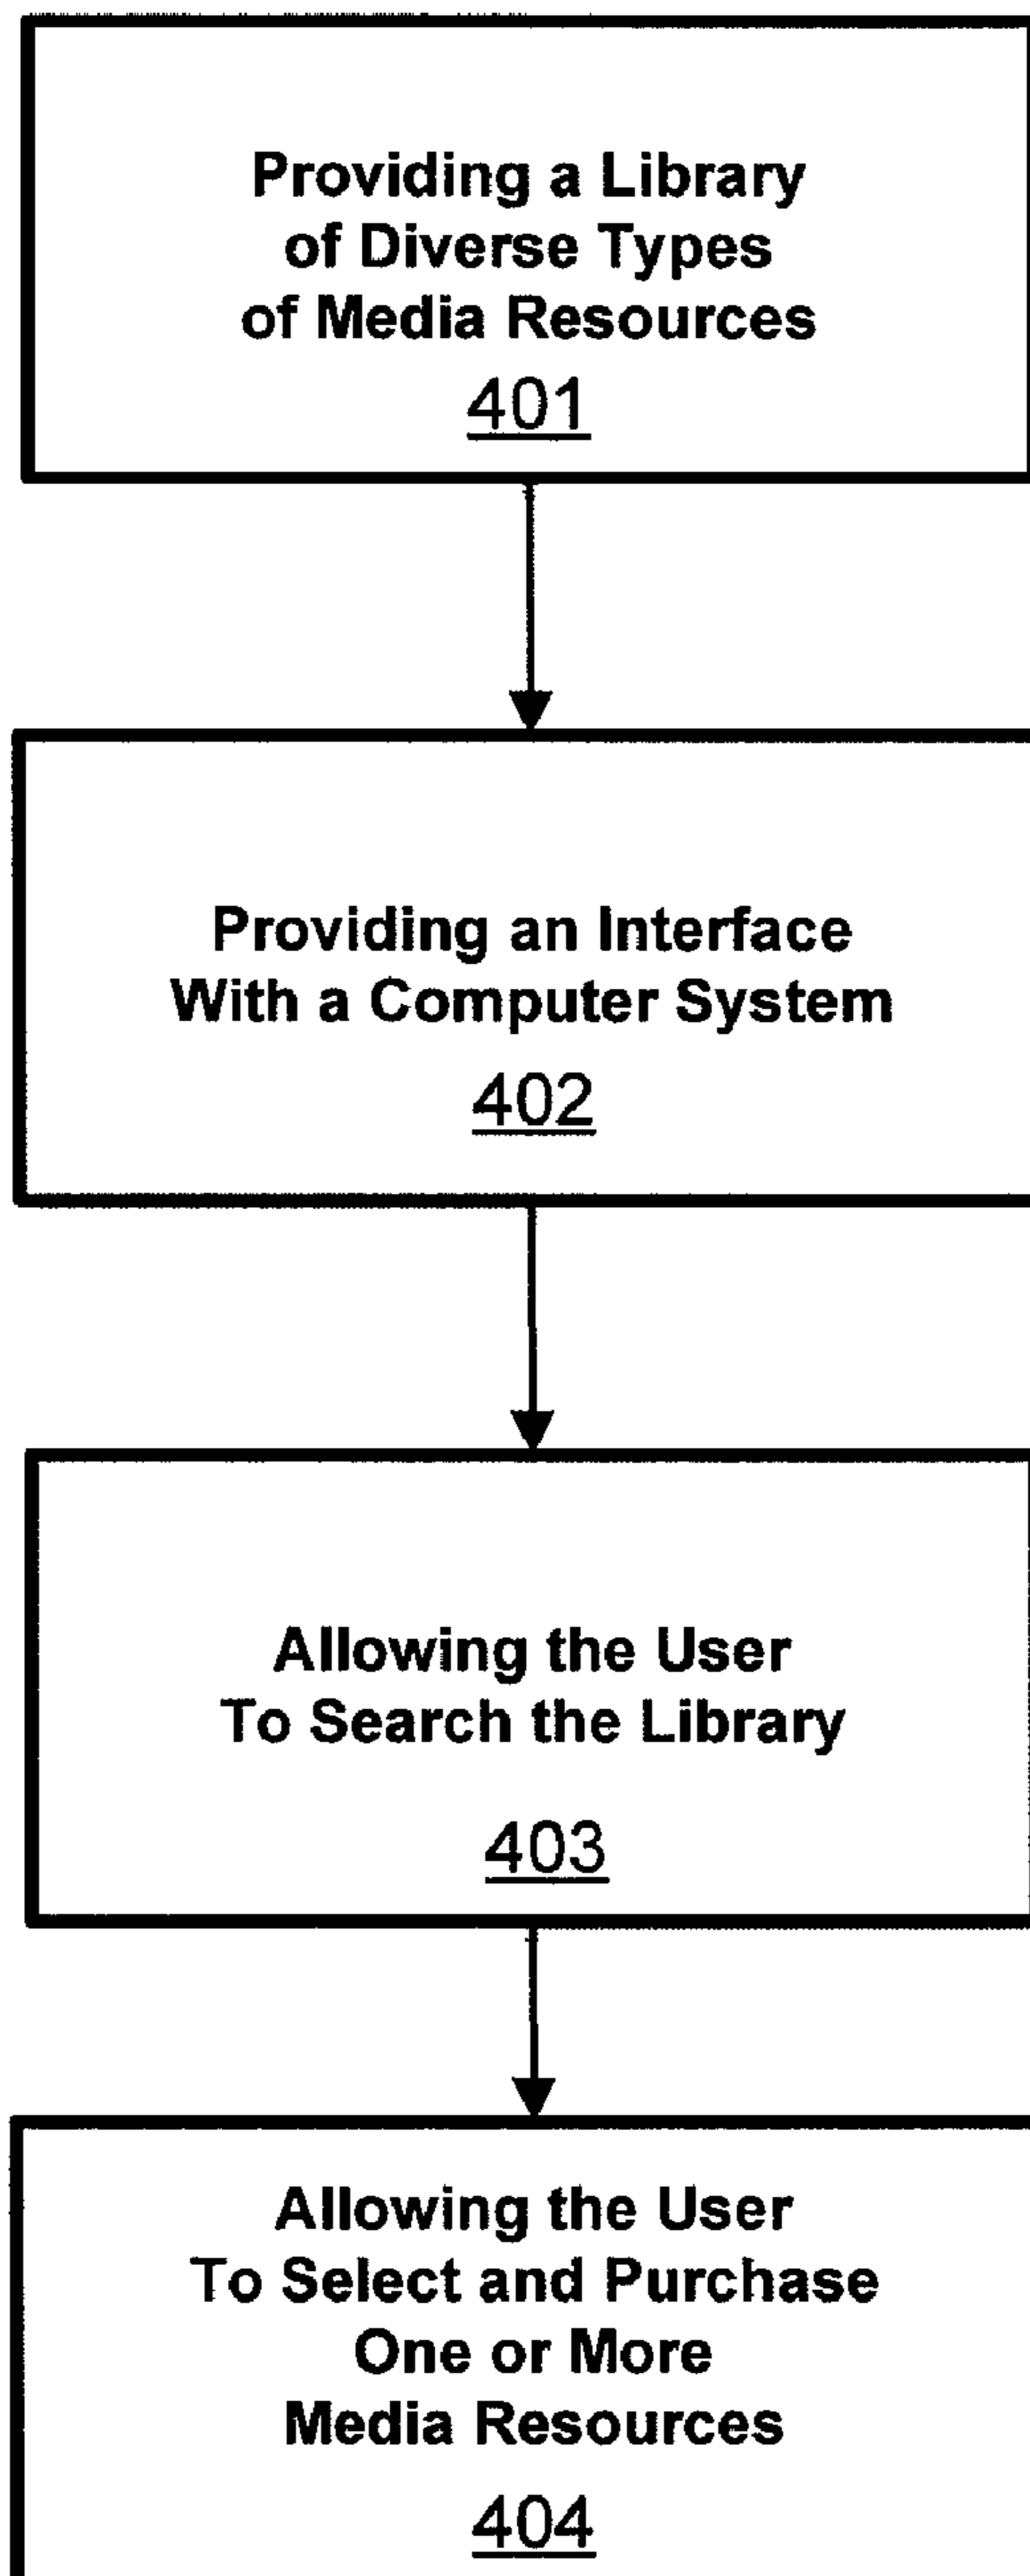 Providing a Library
of Diverse Types
of Media Resources
401
Providing an Interface
With a Computer System
402
Allowing the User
To Search the Library
403
Allowing the User
To Select and Purchase
One or More
Media Resources
404